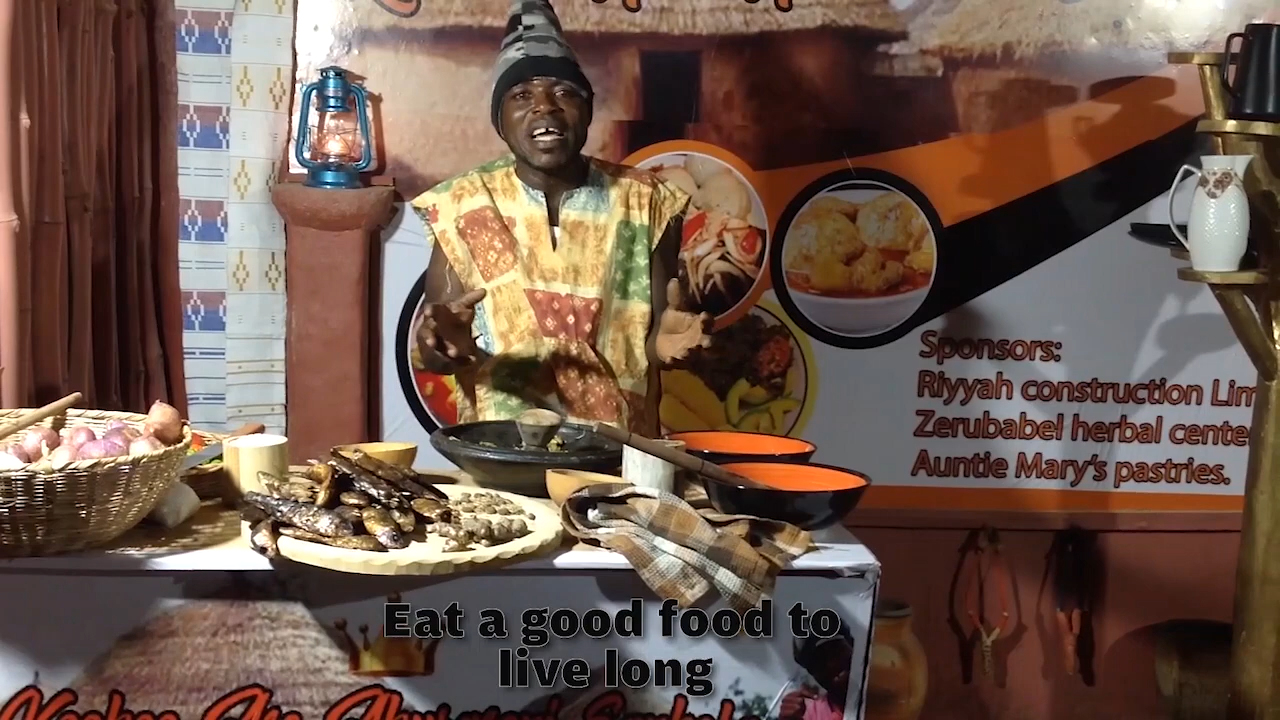 Sponsors:
Riyyah construction Lim
Zerubabel herbal cente
Auntie Mary's pastries.
Eat a good food to
live long